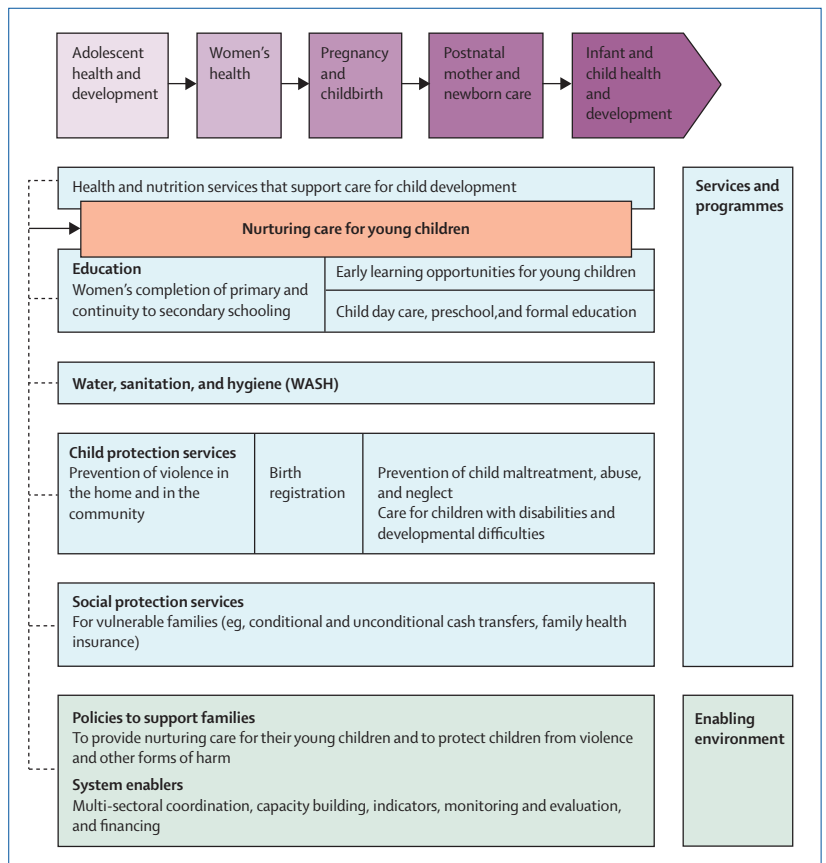 Adolescent
health and
development
Women's
health
Pregnancy
and
childbirth
Postnatal
mother and
newborn care
Infant and
child health
and
development
Health and nutrition services that support care for child development
Services and
programmes
Nurturing care for young children
Education
Women's completion of primary and
continuity to secondary schooling
Early learning opportunities for young children
Child day care, preschool,and formal education
Water, sanitation, and hygiene (WASH)
Child protection services
Prevention of violence in
the home and in the
community
Birth
registration
Prevention of child maltreatment, abuse,
and neglect
Care for children with disabilities and
developmental difficulties
Social protection services
For vulnerable families (eg, conditional and unconditional cash transfers, family health
insurance)
Policies to support families
To provide nurturing care for their young children and to protect children from violence
and other forms of harm
System enablers
Multi-sectoral coordination, capacity building, indicators, monitoring and evaluation,
and financing
Enabling
environment